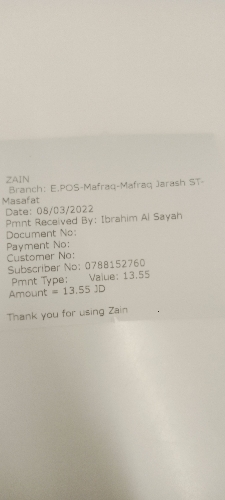 ZAIN
Branch: E.POS-Mafraq-Mafraq Jarash ST-
Masafat
Date: 08/03/2022
Pmnt Received By: Ibrahim Al Sayah
Document No:
Payment No:
Customer No:
Subscriber No: 0788152760
Pmnt Type: Value: 13.55
Amount = 13.55 JD
Thank you for using Zain